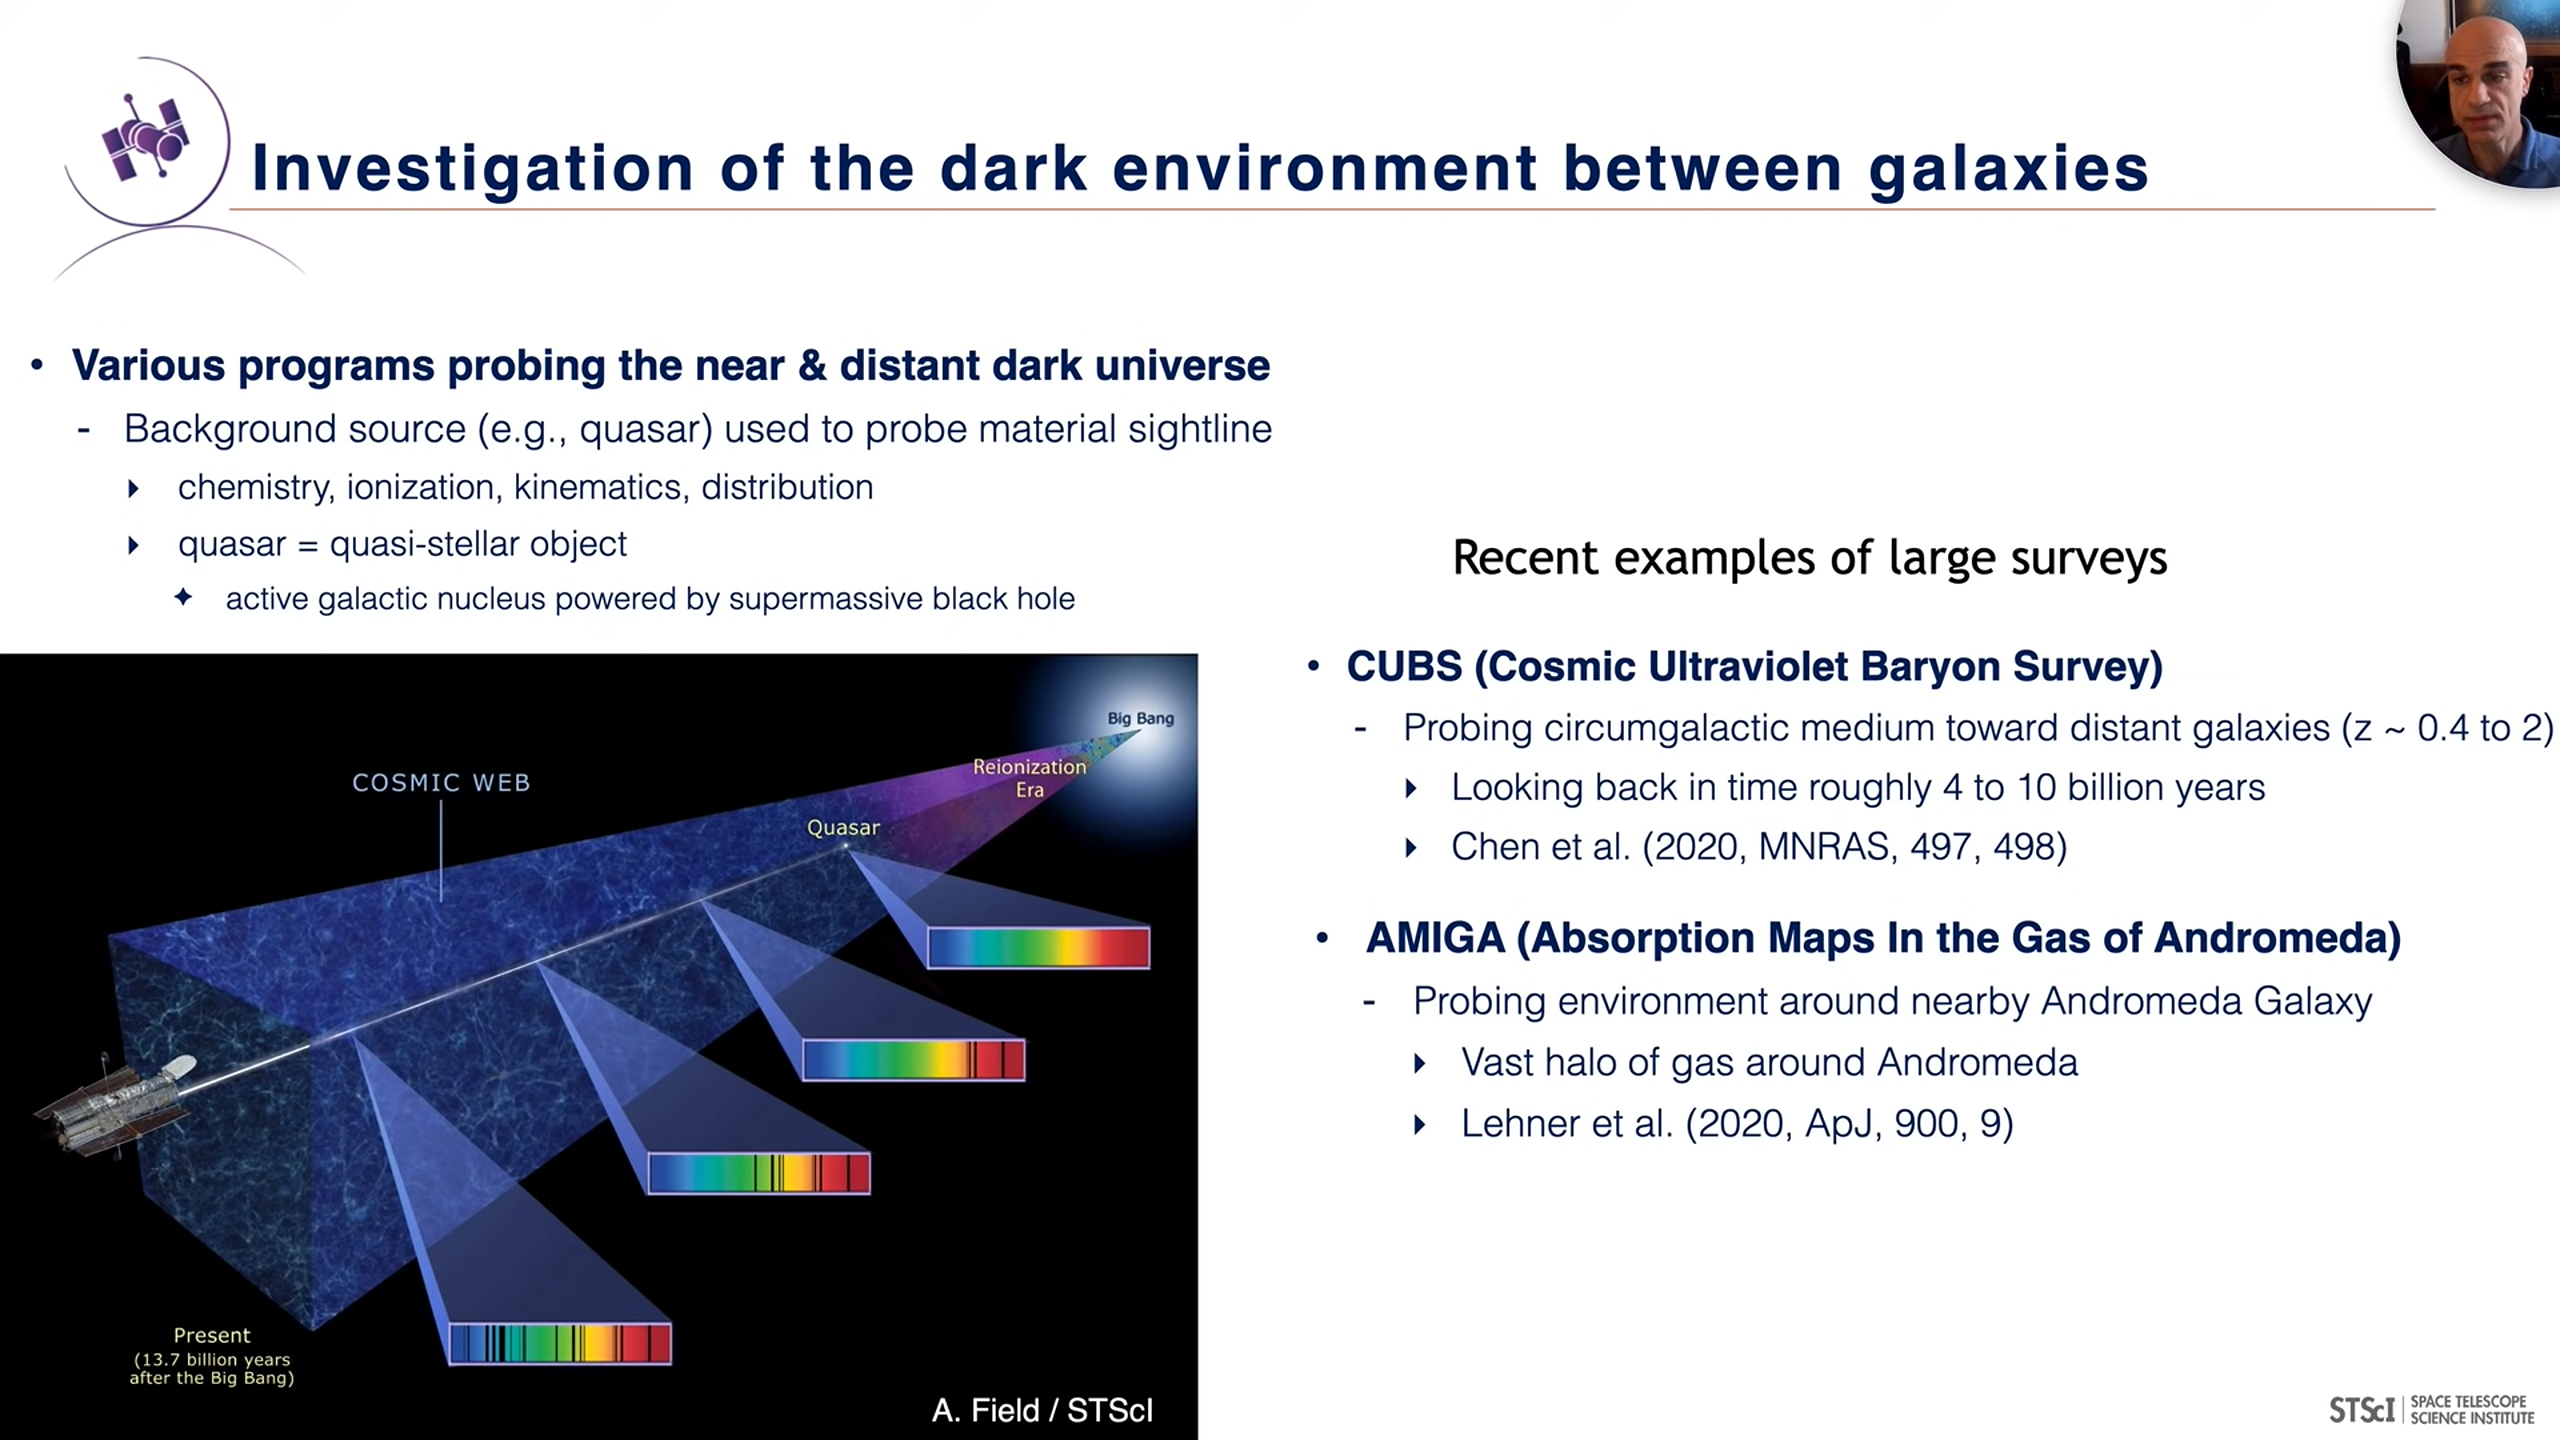 Investigation of the dark environment between galaxies
• Various programs probing the near & distant dark universe
- Background source (e.g., quasar) used to probe material sightline
chemistry, ionization, kinematics, distribution
quasar = quasi-stellar object
active galactic nucleus powered by supermassive black hole
Big Bang
Reionization
Era
COSMIC WEB
Quasar
Present
(13.7 billion years
after the Big Bang)
A. Field / STScI
Recent examples of large surveys
• CUBS (Cosmic Ultraviolet Baryon Survey)
- Probing circumgalactic medium toward distant galaxies (z ~ 0.4 to 2)
Looking back in time roughly 4 to 10 billion years
Chen et al. (2020, MNRAS, 497, 498)
• AMIGA (Absorption Maps In the Gas of Andromeda)
- Probing environment around nearby Andromeda Galaxy
Vast halo of gas around Andromeda
Lehner et al. (2020, ApJ, 900, 9)
STScI | SPACE TELESCOPE
SCIENCE INSTITUTE